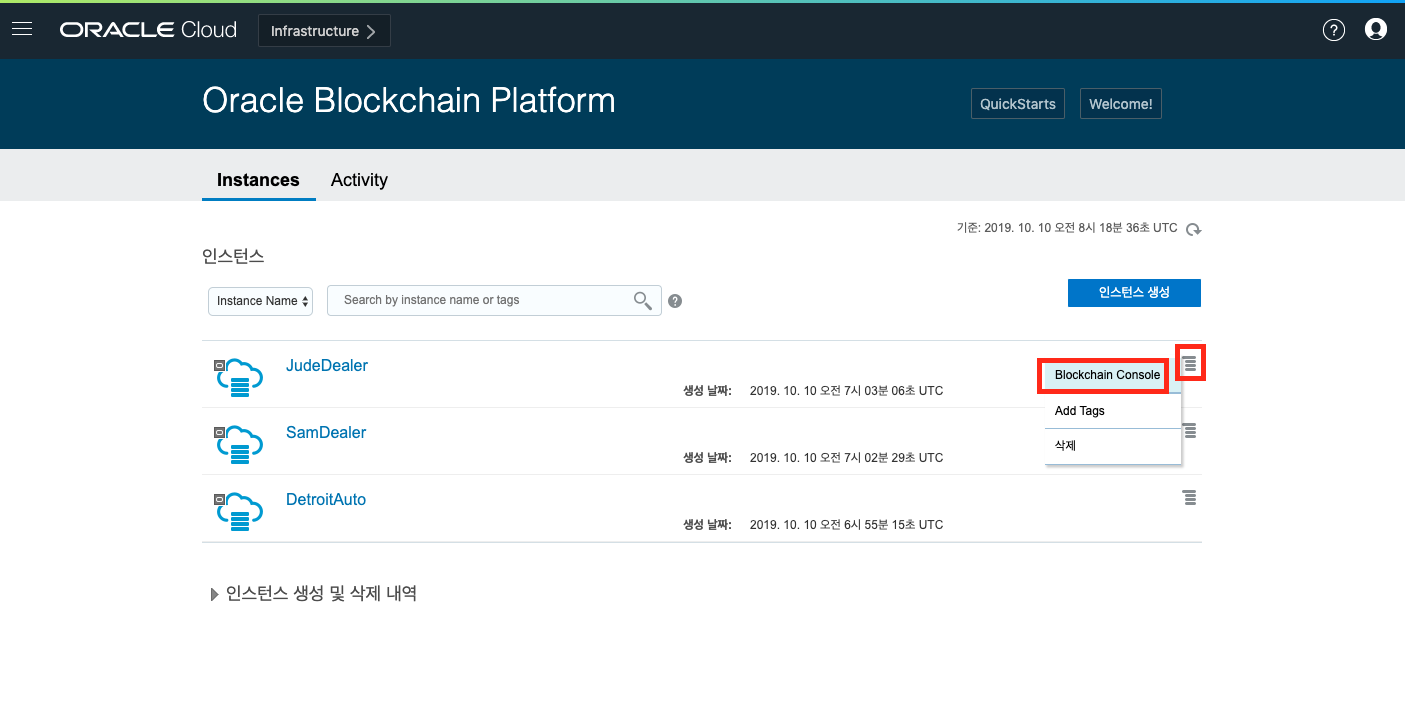 ORACLE Cloud
Infrastructure
?
Oracle Blockchain Platform
QuickStarts
Welcome!
Instances
Activity
기준: 2019. 10. 10 오전 8시 18분 36초 UTC
인스턴스
Instance Name
Search by instance name or tags
?
인스턴스 생성
JudeDealer
생성 날짜: 2019. 10. 10 오전 7시 03분 06초 UTC
Blockchain Console
Add Tags
삭제
SamDealer
생성 날짜: 2019. 10. 10 오전 7시 02분 29초 UTC
DetroitAuto
생성 날짜: 2019. 10. 10 오전 6시 55분 15초 UTC
인스턴스 생성 및 삭제 내역